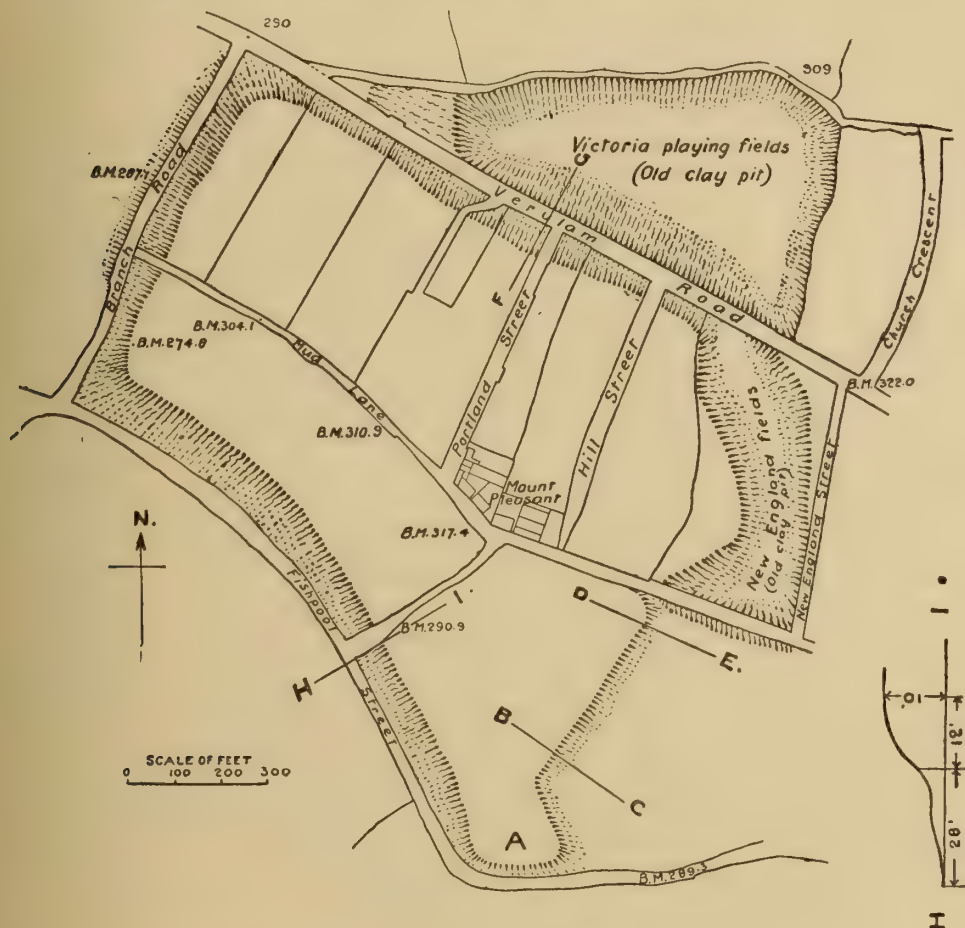 290
309
Victoria playing fields
(Old clay pit)
B.M.287.7
Branch Road
Verulam Road
G
F
Church Crescent
B.M.304.1
B.M.274.8
Mud Lane
Portland Street
Hill Street
B.M.322.0
B.M.310.9
New England fields
(Old clay pit)
New England Street
Mount
Pleasant
B.M.317.4
N.
Fishpool Street
I.
D
E.
B.M.290.9
H
B
C
SCALE OF FEET
0 100 200 300
A
B.M.289.3
I
10'
12'
28'
H